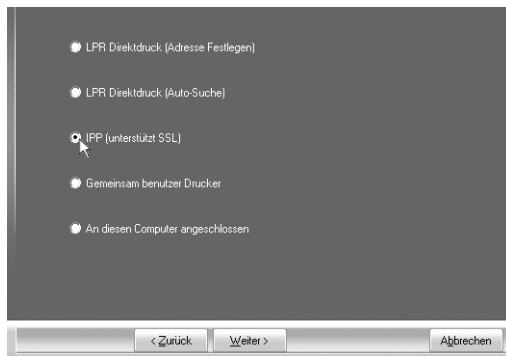 LPR Direktdruck (Adresse Festlegen)
LPR Direktdruck (Auto-Suche)
IPP (unterstützt SSL)
Gemeinsam benutzer Drucker
An diesen Computer angeschlossen
< Zurück Weiter > Abbrechen